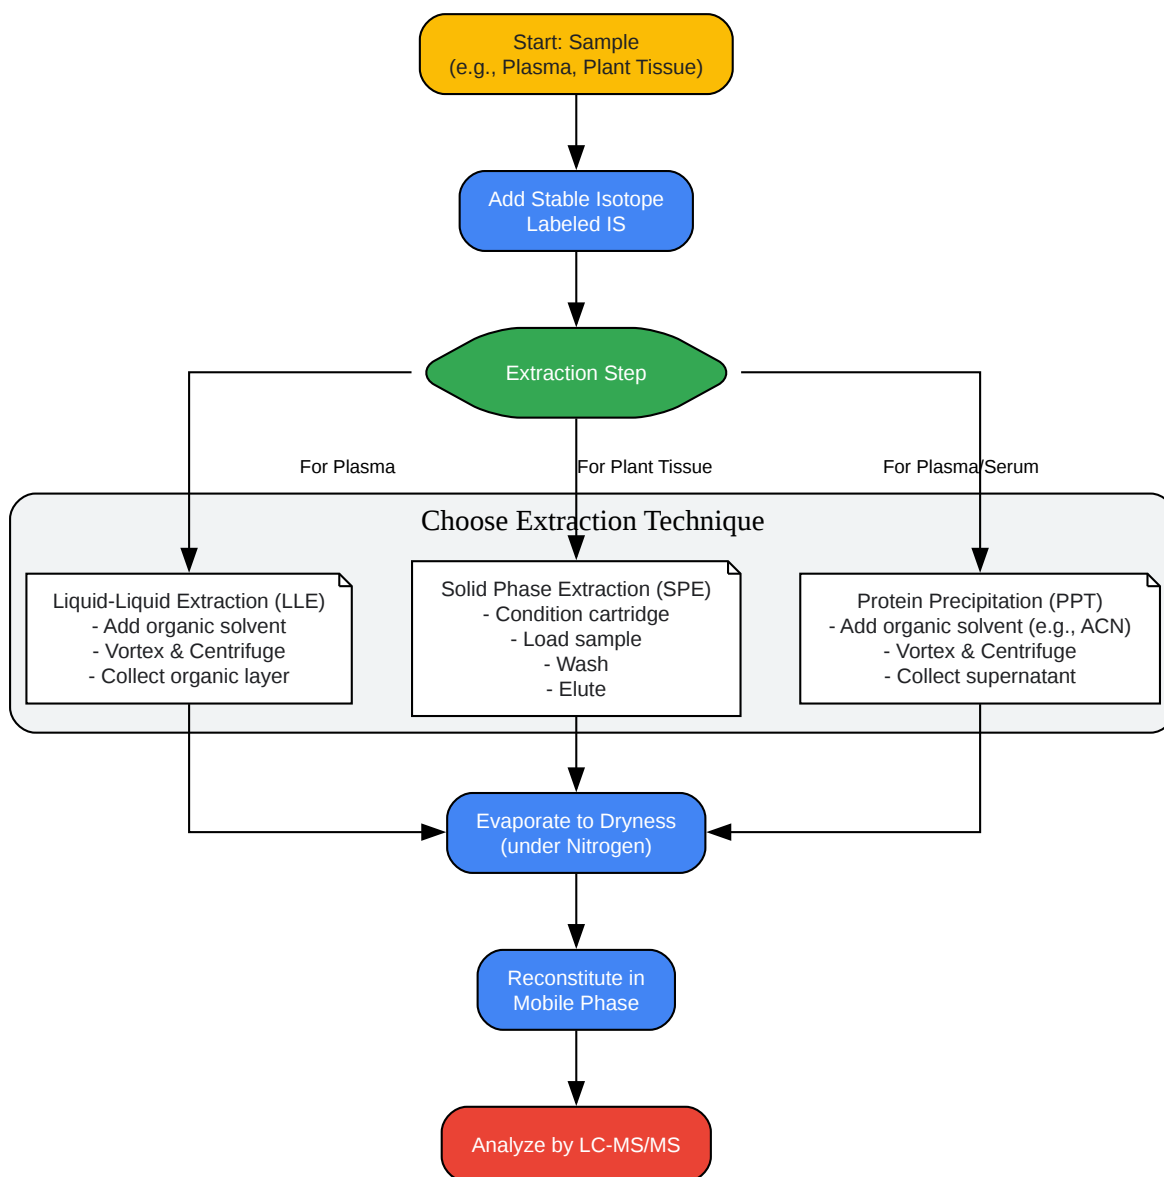 Start: Sample
(e.g., Plasma, Plant Tissue)
Add Stable Isotope
Labeled IS
Extraction Step
For Plasma
For Plant Tissue
For Plasma/Serum
Choose Extraction Technique
Liquid-Liquid Extraction (LLE)
- Add organic solvent
- Vortex & Centrifuge
- Collect organic layer
Solid Phase Extraction (SPE)
- Condition cartridge
- Load sample
- Wash
- Elute
Protein Precipitation (PPT)
- Add organic solvent (e.g., ACN)
- Vortex & Centrifuge
- Collect supernatant
Evaporate to Dryness
(under Nitrogen)
Reconstitute in
Mobile Phase
Analyze by LC-MS/MS